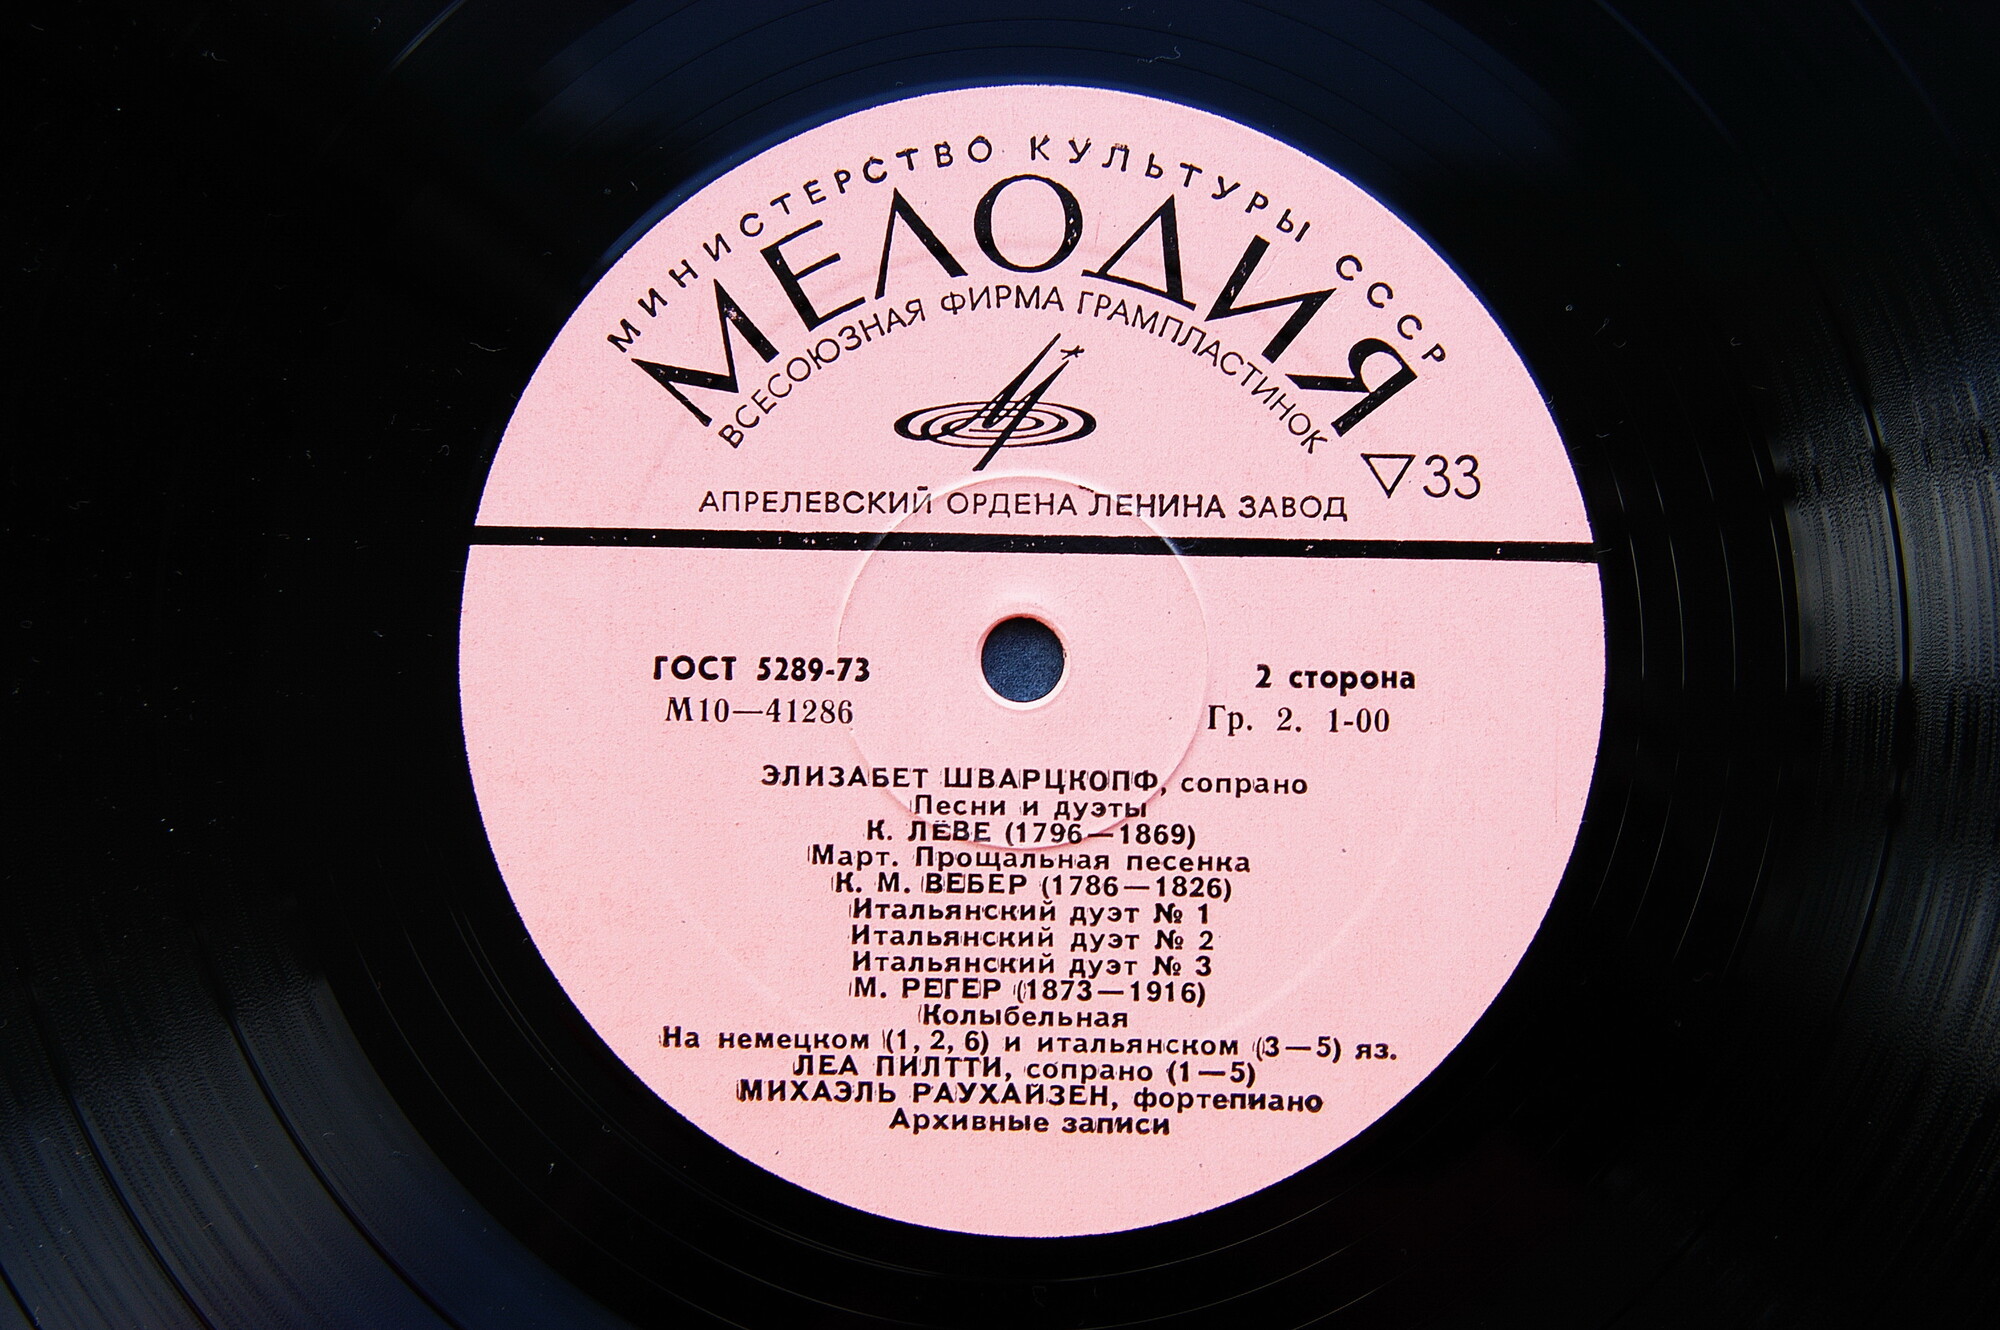 МИНИСТЕРСТВО КУЛЬТУРЫ СССР
МЕЛОДИЯ
ВСЕСОЮЗНАЯ ФИРМА ГРАМПЛАСТИНОК
33
АПРЕЛЕВСКИЙ ОРДЕНА ЛЕНИНА ЗАВОД
ГОСТ 5289-73
2 сторона
М10—41286
Гр. 2. 1-00
ЭЛИЗАБЕТ ШВАРЦКОПФ, сопрано
Песни и дуэты
К. ЛЁВЕ (1796—1869)
Март. Прощальная песенка
К. М. ВЕБЕР (1786—1826)
Итальянский дуэт № 1
Итальянский дуэт № 2
Итальянский дуэт № 3
М. РЕГЕР (1873—1916)
Колыбельная
На немецком (1, 2, 6) и итальянском (3—5) яз.
ЛЕА ПИЛТТИ, сопрано (1—5)
МИХАЭЛЬ РАУХАЙЗЕН, фортепиано
Архивные записи